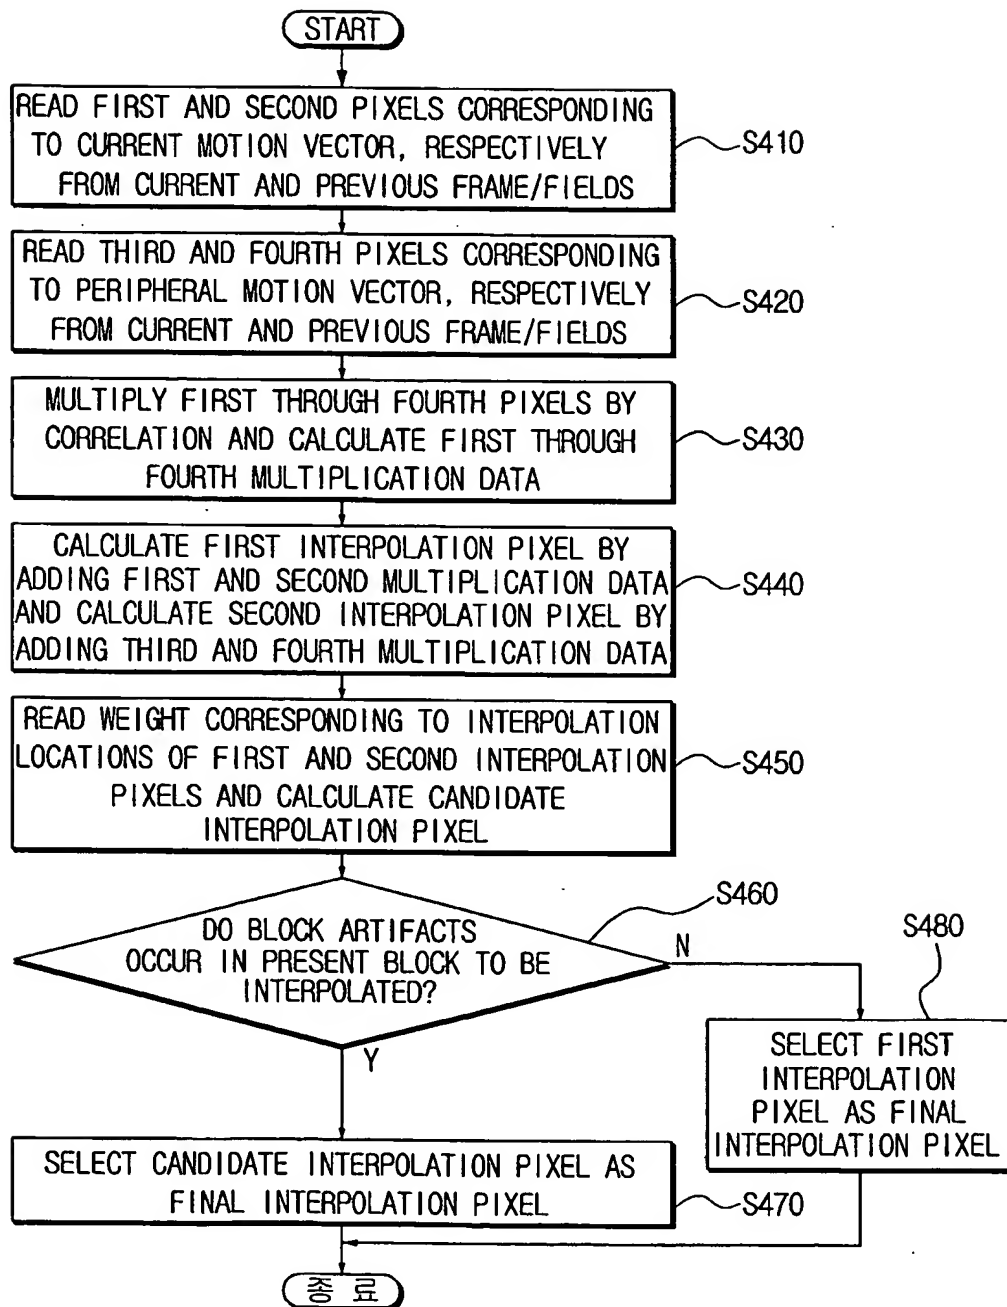 START
READ FIRST AND SECOND PIXELS CORRESPONDING
TO CURRENT MOTION VECTOR, RESPECTIVELY
FROM CURRENT AND PREVIOUS FRAME/FIELDS
S410
READ THIRD AND FOURTH PIXELS CORRESPONDING
TO PERIPHERAL MOTION VECTOR, RESPECTIVELY
FROM CURRENT AND PREVIOUS FRAME/FIELDS
S420
MULTIPLY FIRST THROUGH FOURTH PIXELS BY
CORRELATION AND CALCULATE FIRST THROUGH
FOURTH MULTIPLICATION DATA
S430
CALCULATE FIRST INTERPOLATION PIXEL BY
ADDING FIRST AND SECOND MULTIPLICATION DATA
AND CALCULATE SECOND INTERPOLATION PIXEL BY
ADDING THIRD AND FOURTH MULTIPLICATION DATA
S440
READ WEIGHT CORRESPONDING TO INTERPOLATION
LOCATIONS OF FIRST AND SECOND INTERPOLATION
PIXELS AND CALCULATE CANDIDATE
INTERPOLATION PIXEL
S450
DO BLOCK ARTIFACTS
OCCUR IN PRESENT BLOCK TO BE
INTERPOLATED?
S460
N
Y
S480
SELECT FIRST
INTERPOLATION
PIXEL AS FINAL
INTERPOLATION PIXEL
SELECT CANDIDATE INTERPOLATION PIXEL AS
FINAL INTERPOLATION PIXEL
S470
종료